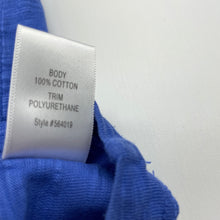 BODY
100% COTTON
TRIM
POLYURETHANE
Style #564019